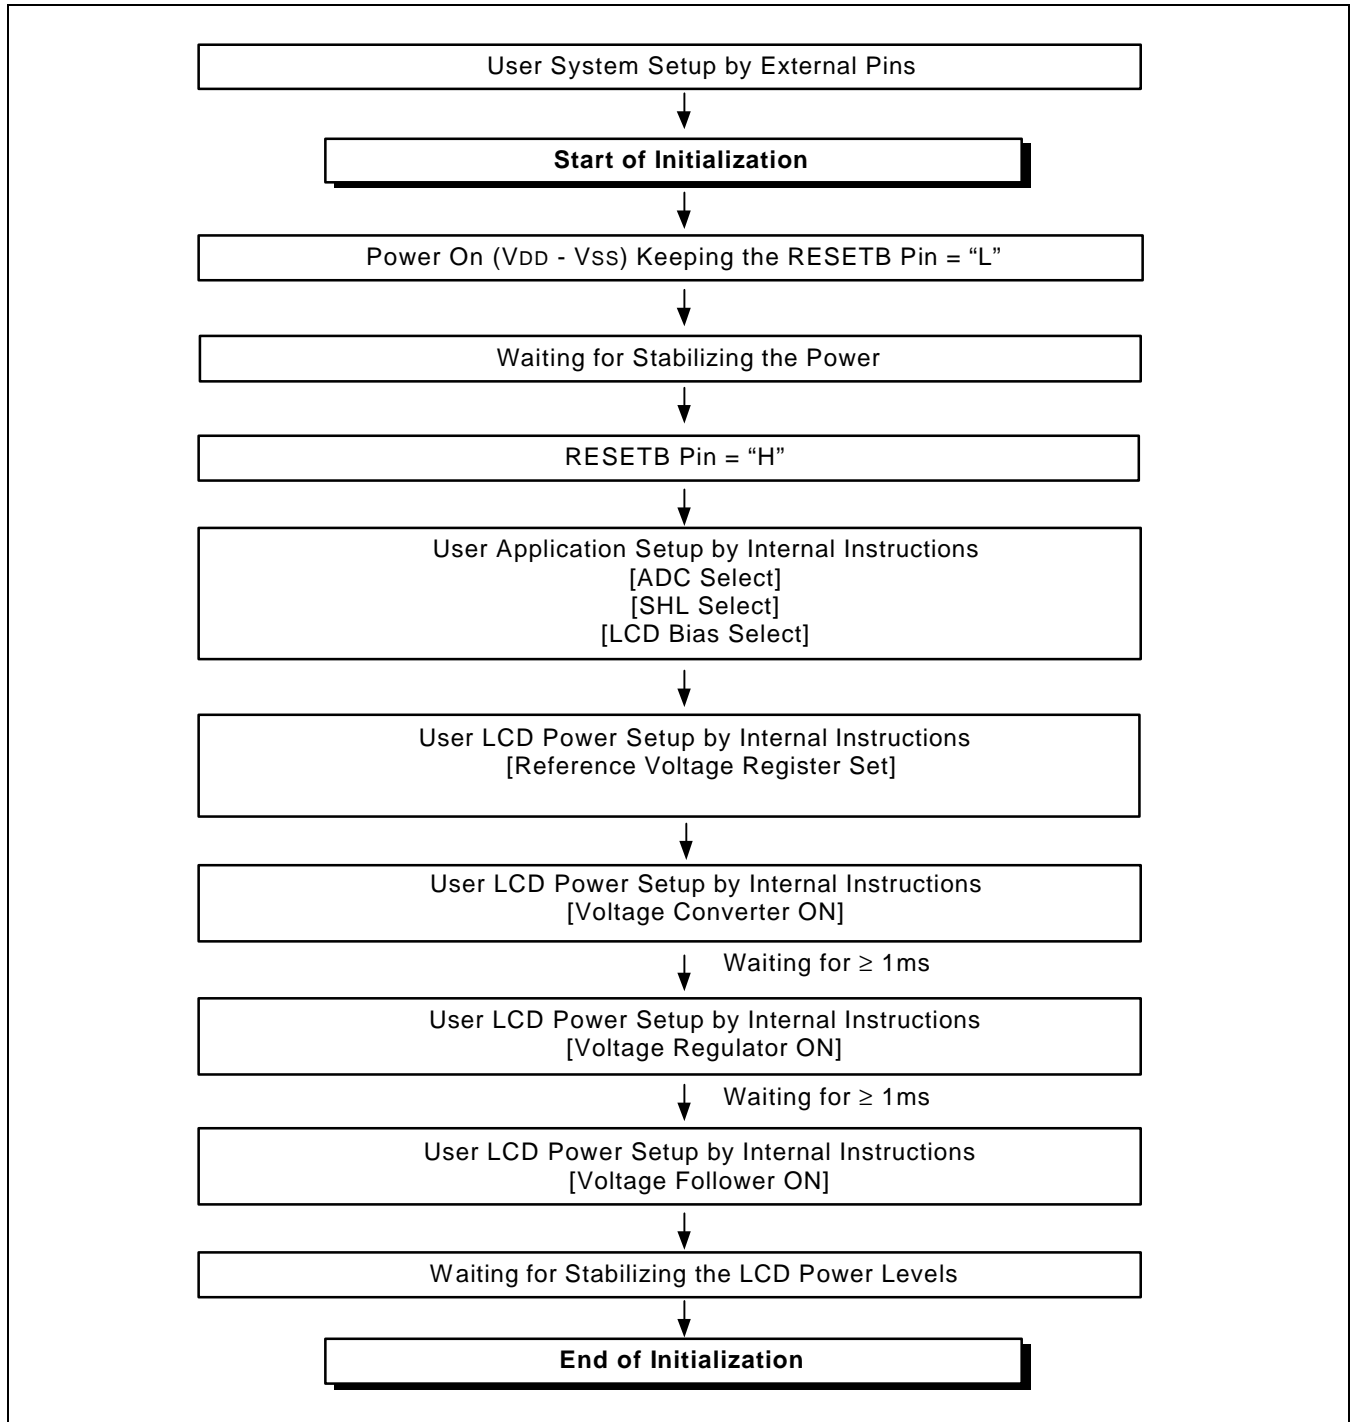 User System Setup by External Pins
Start of Initialization
Power On (VDD - VSS) Keeping the RESETB Pin = “L”
Waiting for Stabilizing the Power
RESETB Pin = “H”
User Application Setup by Internal Instructions
[ADC Select]
[SHL Select]
[LCD Bias Select]
User LCD Power Setup by Internal Instructions
[Reference Voltage Register Set]
User LCD Power Setup by Internal Instructions
[Voltage Converter ON]
Waiting for ≥ 1ms
User LCD Power Setup by Internal Instructions
[Voltage Regulator ON]
Waiting for ≥ 1ms
User LCD Power Setup by Internal Instructions
[Voltage Follower ON]
Waiting for Stabilizing the LCD Power Levels
End of Initialization